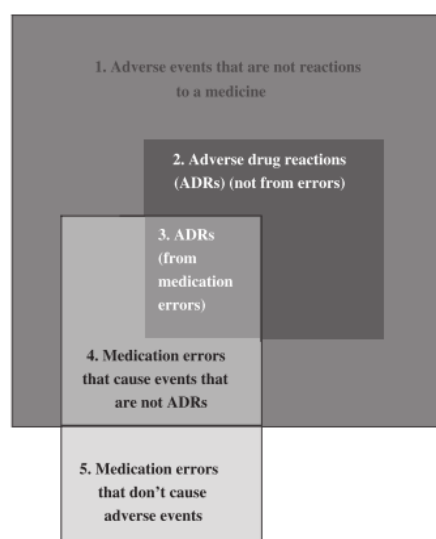 1. Adverse events that are not reactions
to a medicine
2. Adverse drug reactions
(ADRs) (not from errors)
3. ADRs
(from
medication
errors)
4. Medication errors
that cause events that
are not ADRs
5. Medication errors
that don't cause
adverse events